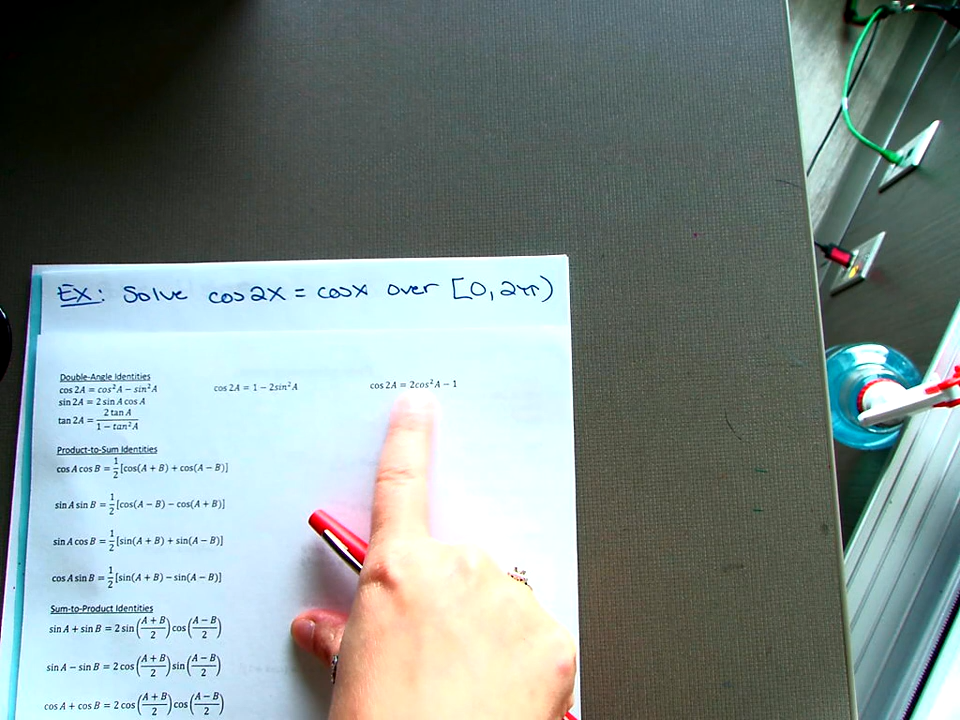 EX: Solve cos2x = cosx over [0, 2π)
Double-Angle Identities
cos 2A = cos²A − sin²A
cos 2A = 1 − 2sin²A
cos 2A = 2cos²A − 1
sin 2A = 2 sin A cos A
tan 2A = 2 tan A / 1 − tan²A
Product-to-Sum Identities
cos A cos B = 1/2 [cos(A + B) + cos(A − B)]
sin A sin B = 1/2 [cos(A − B) − cos(A + B)]
sin A cos B = 1/2 [sin(A + B) + sin(A − B)]
cos A sin B = 1/2 [sin(A + B) − sin(A − B)]
Sum-to-Product Identities
sin A + sin B = 2 sin (A + B / 2) cos (A − B / 2)
sin A − sin B = 2 cos (A + B / 2) sin (A − B / 2)
cos A + cos B = 2 cos (A + B / 2) cos (A − B / 2)